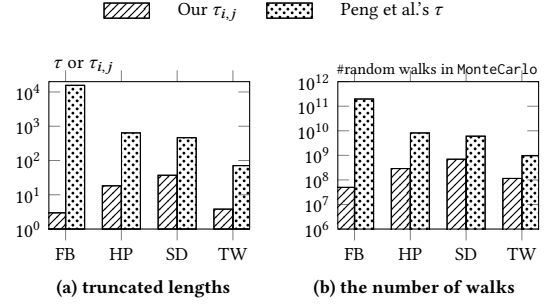 Our τi,j Peng et al.'s τ
τ or τi,j
10^4
10^3
10^2
10^1
10^0
FB HP SD TW
(a) truncated lengths
#random walks in MonteCarlo
10^12
10^11
10^10
10^9
10^8
10^7
10^6
FB HP SD TW
(b) the number of walks